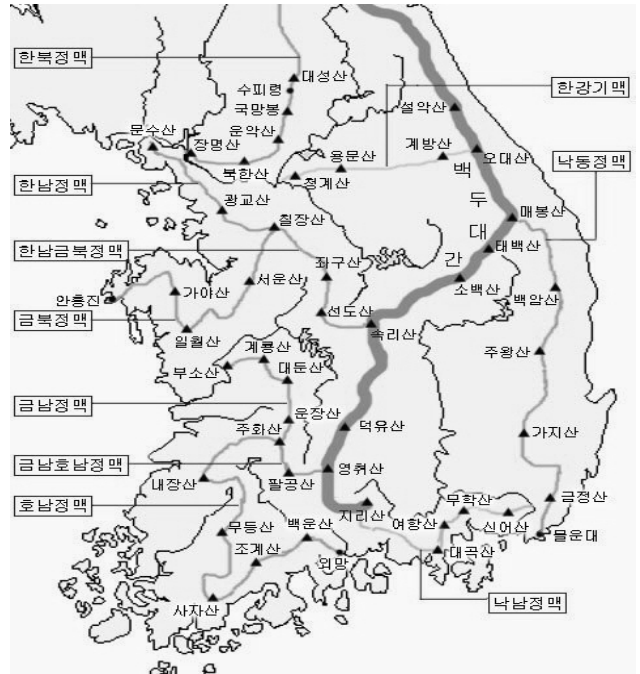 한북정맥
대성산
수피령
국망봉
한강기맥
설악산
문수산
장명산
운악산
용문산
계방산
오대산
낙동정맥
북한산
청계산
백
두
대
간
한남정맥
광교산
칠장산
매봉산
한남금북정맥
좌구산
태백산
안흥진
가야산
서운산
소백산
백암산
금북정맥
선도산
속리산
일월산
계룡산
주왕산
부소산
대둔산
금남정맥
운장산
덕유산
주화산
가지산
금남호남정맥
팔공산
영취산
내장산
호남정맥
지리산
무학산
금정산
무등산
백운산
여항산
신어산
몰운대
조계산
외망
대곡산
사자산
낙남정맥